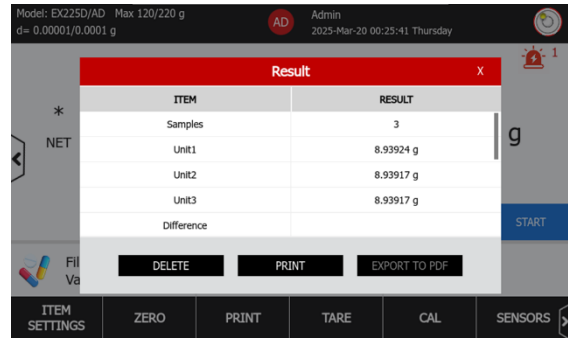 Model: EX225D/AD Max 120/220 g
d= 0.00001/0.0001 g
AD
Admin
2025-Mar-20 00:25:41 Thursday
1
Result X
ITEM RESULT
Samples 3
Unit1 8.93924 g
Unit2 8.93917 g
Unit3 8.93917 g
Difference
*
NET
g
START
DELETE PRINT EXPORT TO PDF
Fil
Va
ITEM SETTINGS
ZERO PRINT TARE CAL SENSORS